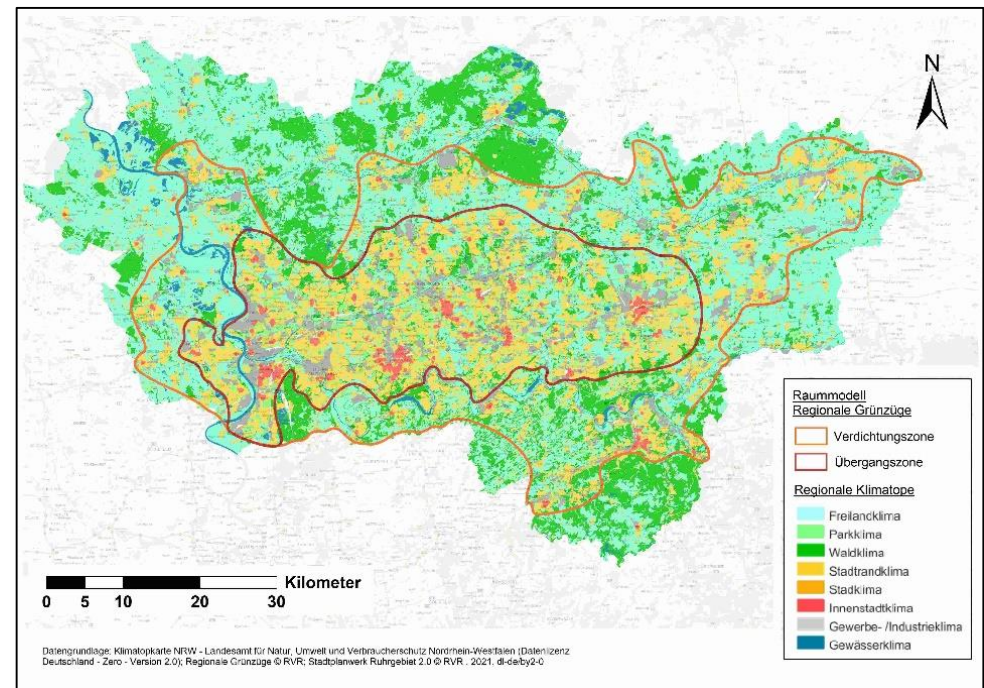 N
Raummodell
Regionale Grünzüge
Verdichtungszone
Übergangszone
Regionale Klimatope
Freilandklima
Parkklima
Waldklima
Stadtrandklima
Stadklima
Innenstadtklima
Gewerbe- /Industrieklima
Gewässerklima
Kilometer
0 5 10 20 30
Datengrundlage: Klimatopkarte NRW - Landesamt für Natur, Umwelt und Verbraucherschutz Nordrhein-Westfalen (Datenlizenz
Deutschland - Zero - Version 2.0); Regionale Grünzüge © RVR; Stadtplanwerk Ruhrgebiet 2.0 © RVR . 2021. dl-de/by2-0